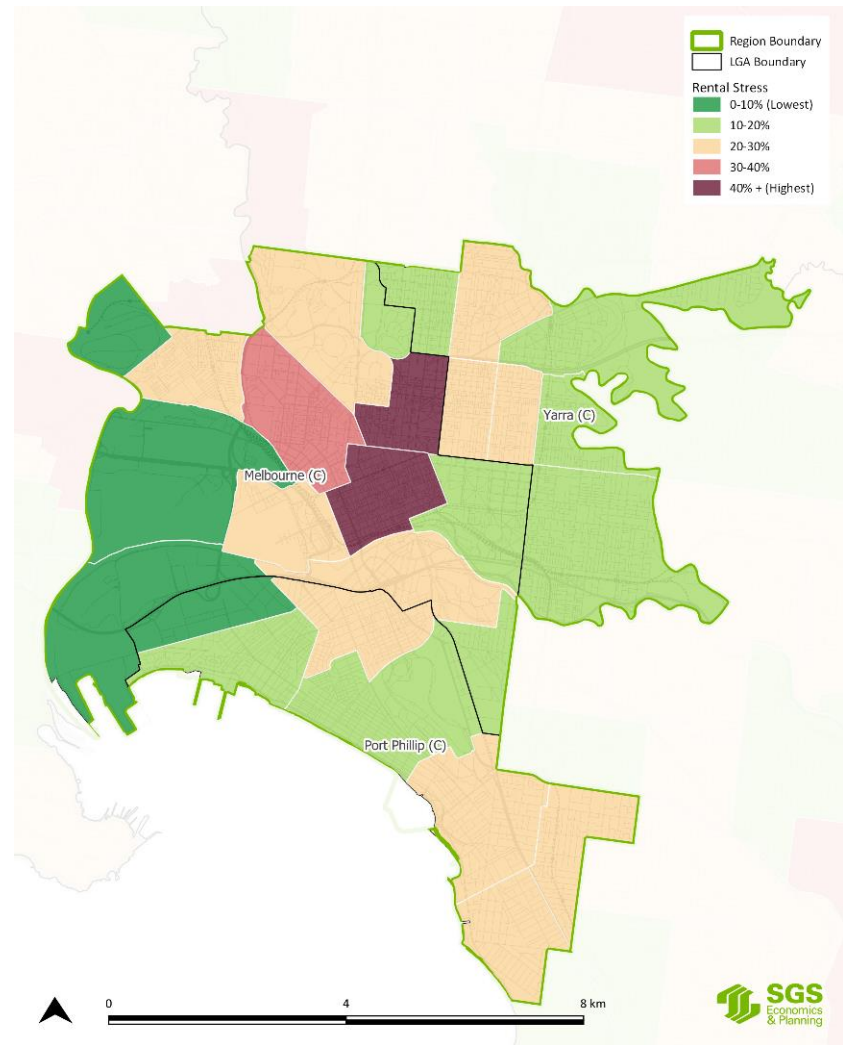 Region Boundary
LGA Boundary
Rental Stress
0-10% (Lowest)
10-20%
20-30%
30-40%
40% + (Highest)
Yarra (C)
Melbourne (C)
Port Phillip (C)
0 4 8 km
SGS
Economics
& Planning